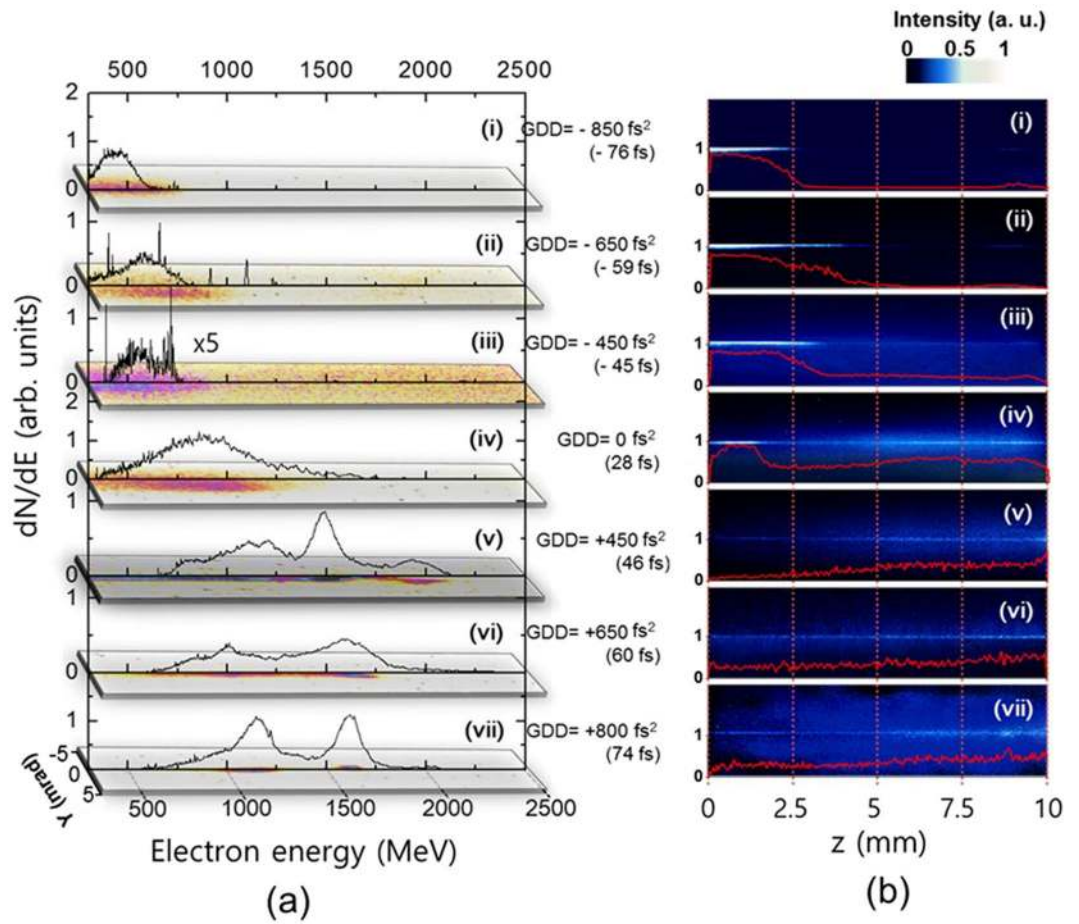 Intensity (a. u.)
0 0.5 1
500 1000 1500 2000 2500
2
1
0
(i)
GDD= - 850 fs²
(- 76 fs)
1
0
(ii)
GDD= - 650 fs²
(- 59 fs)
1
0
x5
(iii)
GDD= - 450 fs²
(- 45 fs)
2
1
0
(iv)
GDD= 0 fs²
(28 fs)
1
0
(v)
GDD= +450 fs²
(46 fs)
1
0
(vi)
GDD= +650 fs²
(60 fs)
1
0
(vii)
GDD= +800 fs²
(74 fs)
dN/dE (arb. units)
-5
0
5
Y (mrad)
500 1000 1500 2000 2500
Electron energy (MeV)
(a)
(i)
1
0
(ii)
1
0
(iii)
1
0
(iv)
1
0
(v)
1
0
(vi)
1
0
(vii)
1
0
0 2.5 5 7.5 10
z (mm)
(b)